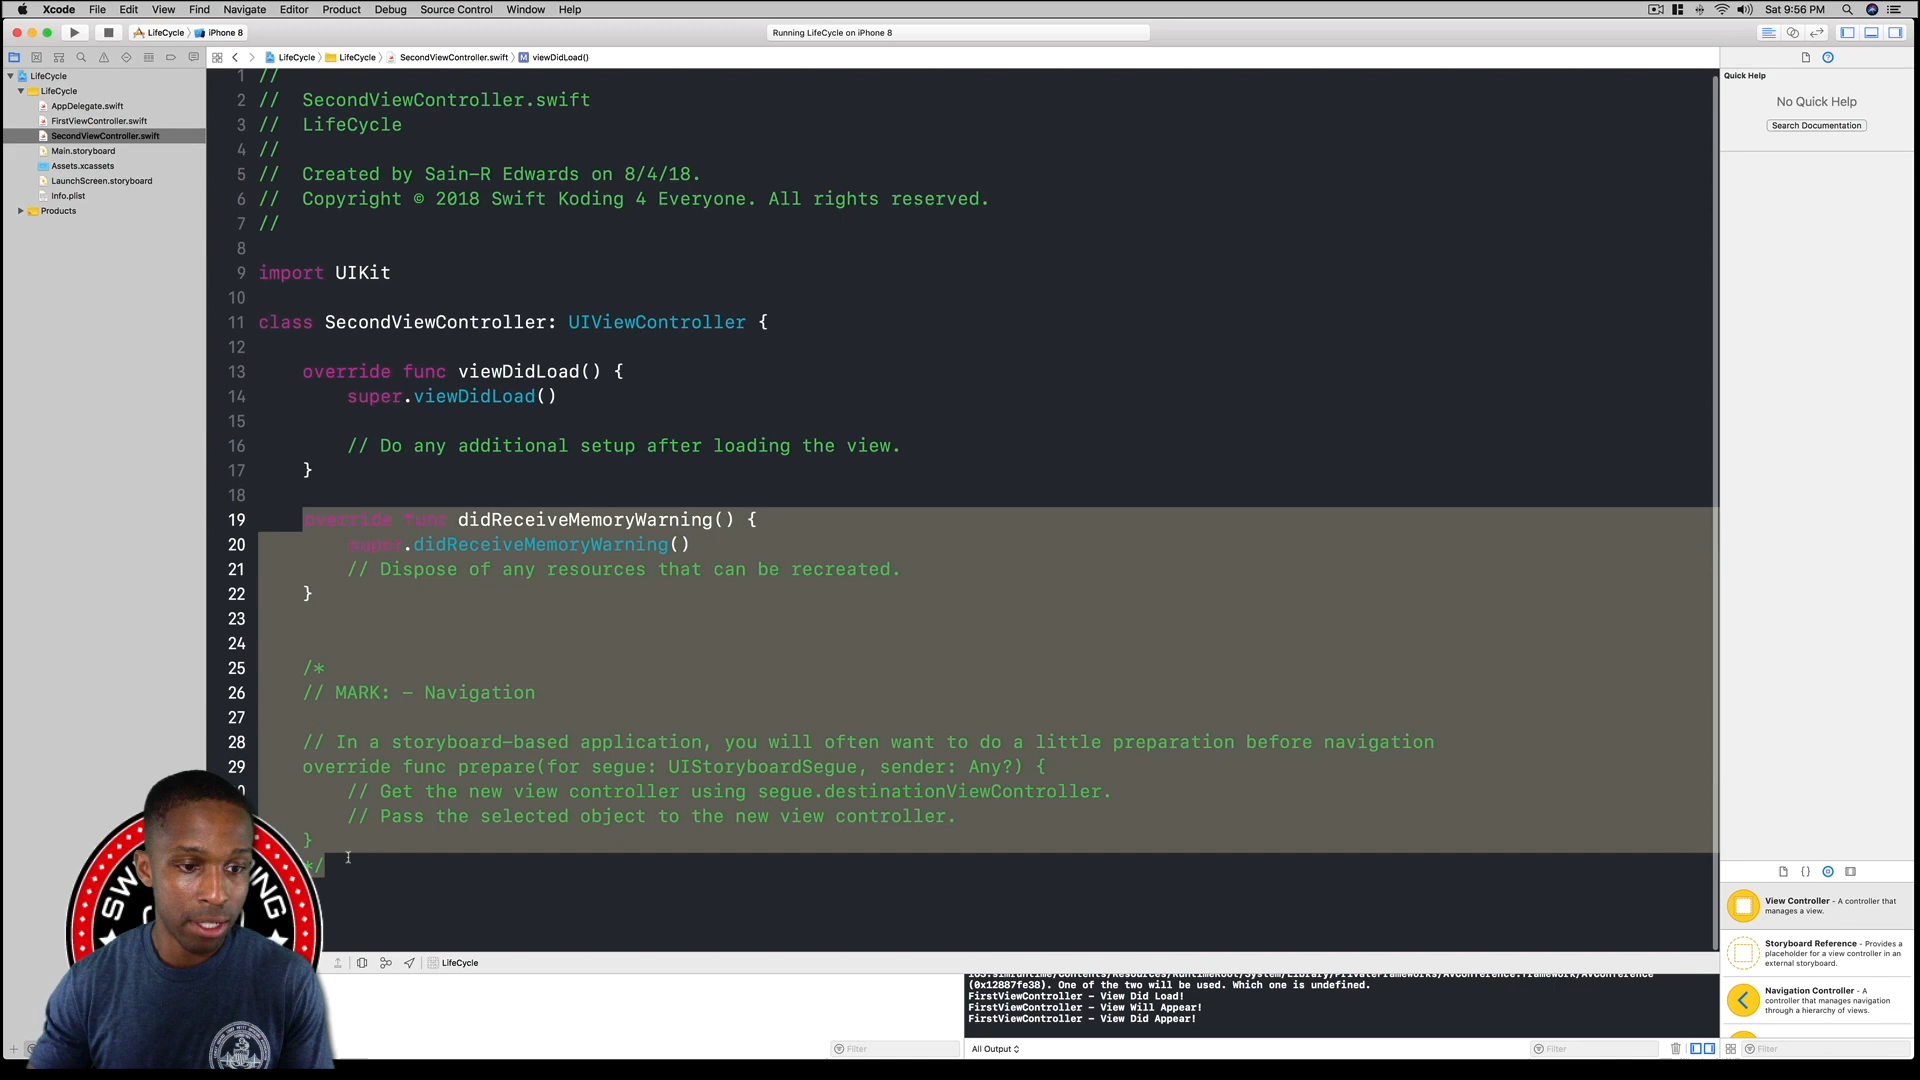 Xcode File Edit View Find Navigate Editor Product Debug Source Control Window Help Sat 9:56 PM
LifeCycle iPhone 8 Running LifeCycle on iPhone 8
LifeCycle LifeCycle SecondViewController.swift M viewDidLoad()
LifeCycle
LifeCycle
AppDelegate.swift
FirstViewController.swift
SecondViewController.swift
Main.storyboard
Assets.xcassets
LaunchScreen.storyboard
Info.plist
Products
1 //
2 // SecondViewController.swift
3 // LifeCycle
4 //
5 // Created by Sain-R Edwards on 8/4/18.
6 // Copyright © 2018 Swift Koding 4 Everyone. All rights reserved.
7 //
8
9 import UIKit
10
11 class SecondViewController: UIViewController {
12
13 override func viewDidLoad() {
14 super.viewDidLoad()
15
16 // Do any additional setup after loading the view.
17 }
18
19 override func didReceiveMemoryWarning() {
20 super.didReceiveMemoryWarning()
21 // Dispose of any resources that can be recreated.
22 }
23
24
25 /*
26 // MARK: - Navigation
27
28 // In a storyboard-based application, you will often want to do a little preparation before navigation
29 override func prepare(for segue: UIStoryboardSegue, sender: Any?) {
// Get the new view controller using segue.destinationViewController.
// Pass the selected object to the new view controller.
}
*/
Quick Help
No Quick Help
Search Documentation
View Controller - A controller that
manages a view.
Storyboard Reference - Provides a
placeholder for a view controller in an
external storyboard.
Navigation Controller - A
controller that manages navigation
through a hierarchy of views.
LifeCycle
(0x12887fe38). One of the two will be used. Which one is undefined.
FirstViewController - View Did Load!
FirstViewController - View Will Appear!
FirstViewController - View Did Appear!
Filter
All Output
Filter
Filter